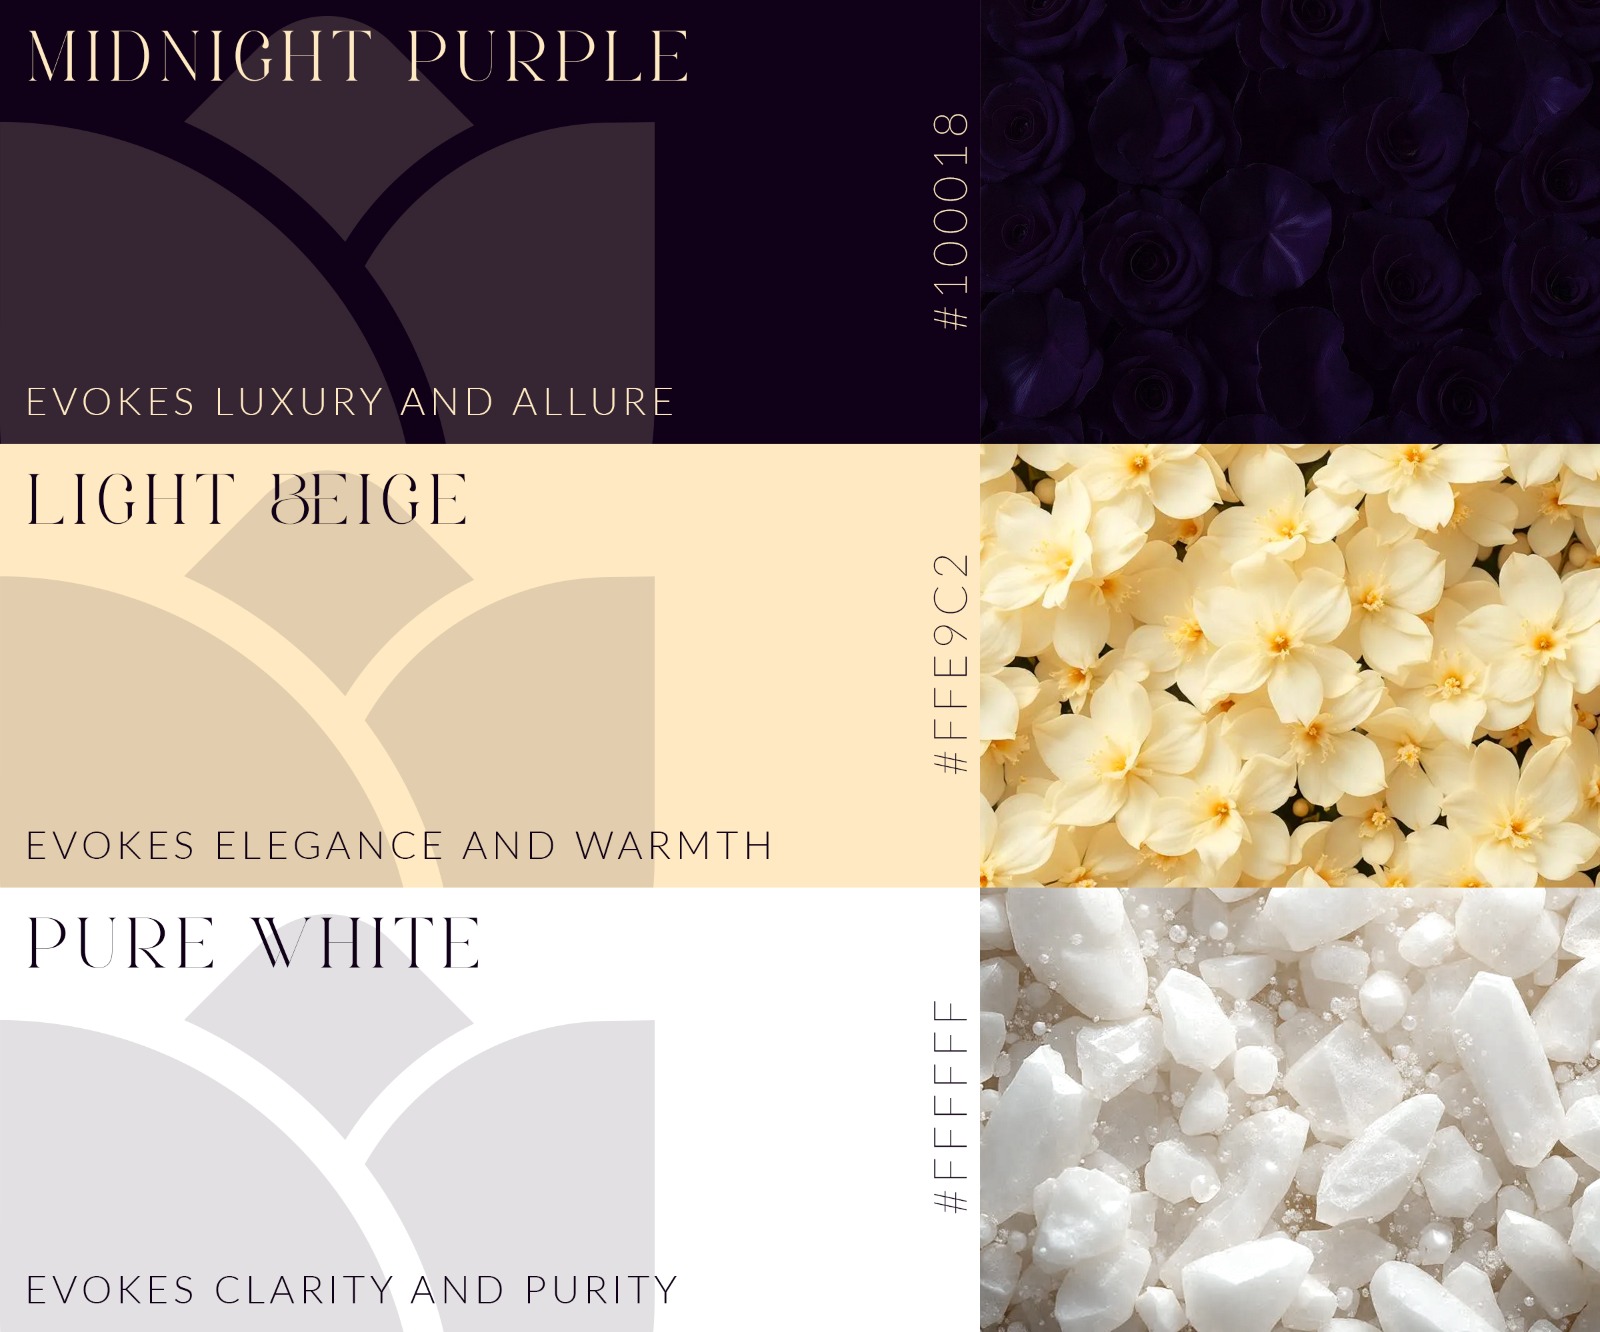 MIDNIGHT PURPLE
#100018
EVOKES LUXURY AND ALLURE
LIGHT BEIGE
#FFE9C2
EVOKES ELEGANCE AND WARMTH
PURE WHITE
#FFFFFF
EVOKES CLARITY AND PURITY